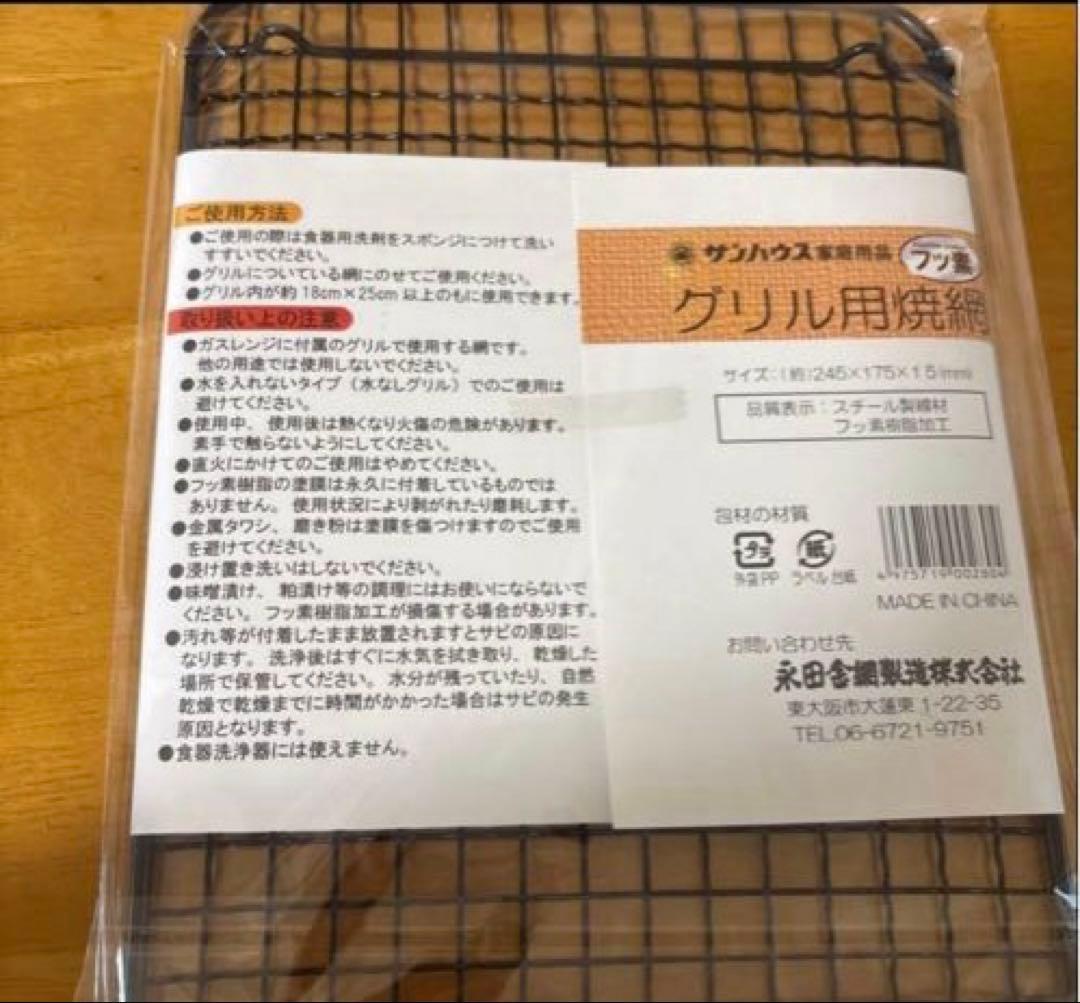 ご使用方法
●ご使用の際は食器用洗剤をスポンジにつけて洗い
すすいでください。
●グリルについている網にのせてご使用ください。
●グリル内が約18cm×25cm以上のもに使用できます。
取り扱い上の注意
●ガスレンジに付属のグリルで使用する網です。
他の用途では使用しないでください。
●水を入れないタイプ(水なしグリル)でのご使用は
避けてください。
●使用中、使用後は熱くなり火傷の危険があります。
素手で触らないようにしてください。
●直火にかけてのご使用はやめてください。
●フッ素樹脂の塗膜は永久に付着しているものでは
ありません。使用状況により剥がれたり磨耗します。
●金属タワシ、磨き粉は塗膜を傷つけますのでご使用
を避けてください。
●浸け置き洗いはしないでください。
●味噌漬け、粕漬け等の調理にはお使いにならないで
ください。フッ素樹脂加工が損傷する場合があります。
●汚れ等が付着したまま放置されますとサビの原因に
なります。洗浄後はすぐに水気を拭き取り、乾燥した
場所で保管してください。水分が残っていたり、自然
乾燥で乾燥までに時間がかかった場合はサビの発生
原因となります。
●食器洗浄器には使えません。
サンハウス家庭用品
フッ素
グリル用焼網
サイズ:(約)245×175×15(mm)
品質表示:スチール製線材
フッ素樹脂加工
包材の材質
プラ
紙
外袋PP
ラベル台紙
MADE IN CHINA
お問い合わせ先
永田金網製造株式会社
東大阪市大蓮東1-22-35
TEL.06-6721-9751